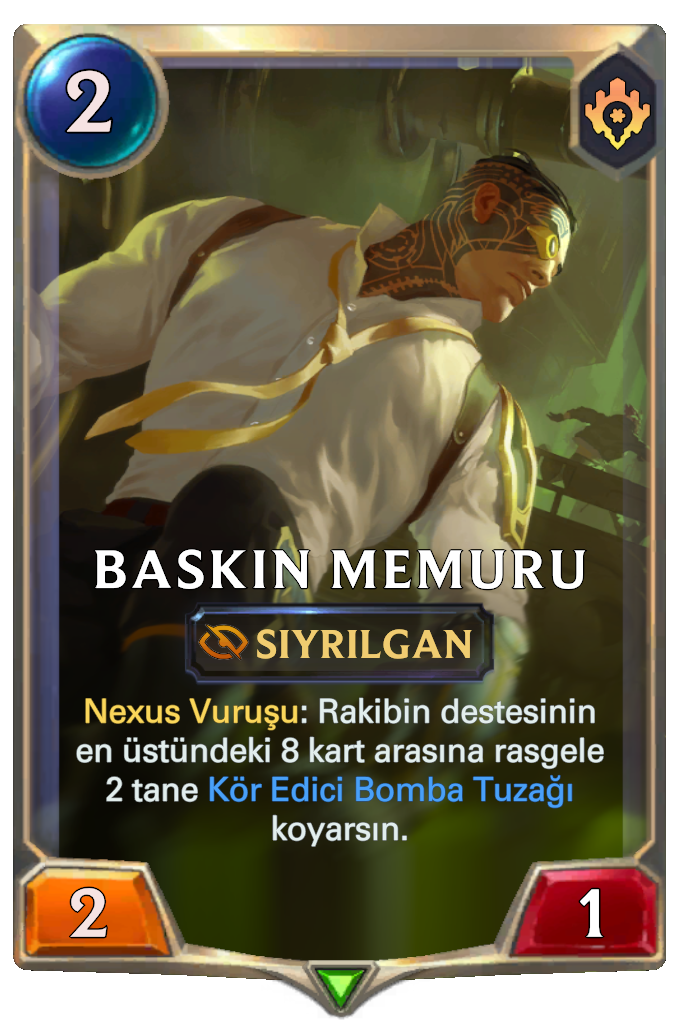 2
BASKIN MEMURU
SIYRILGAN
Nexus Vuruşu: Rakibin destesinin
en üstündeki 8 kart arasına rasgele
2 tane Kör Edici Bomba Tuzağı
koyarsın.
2
1